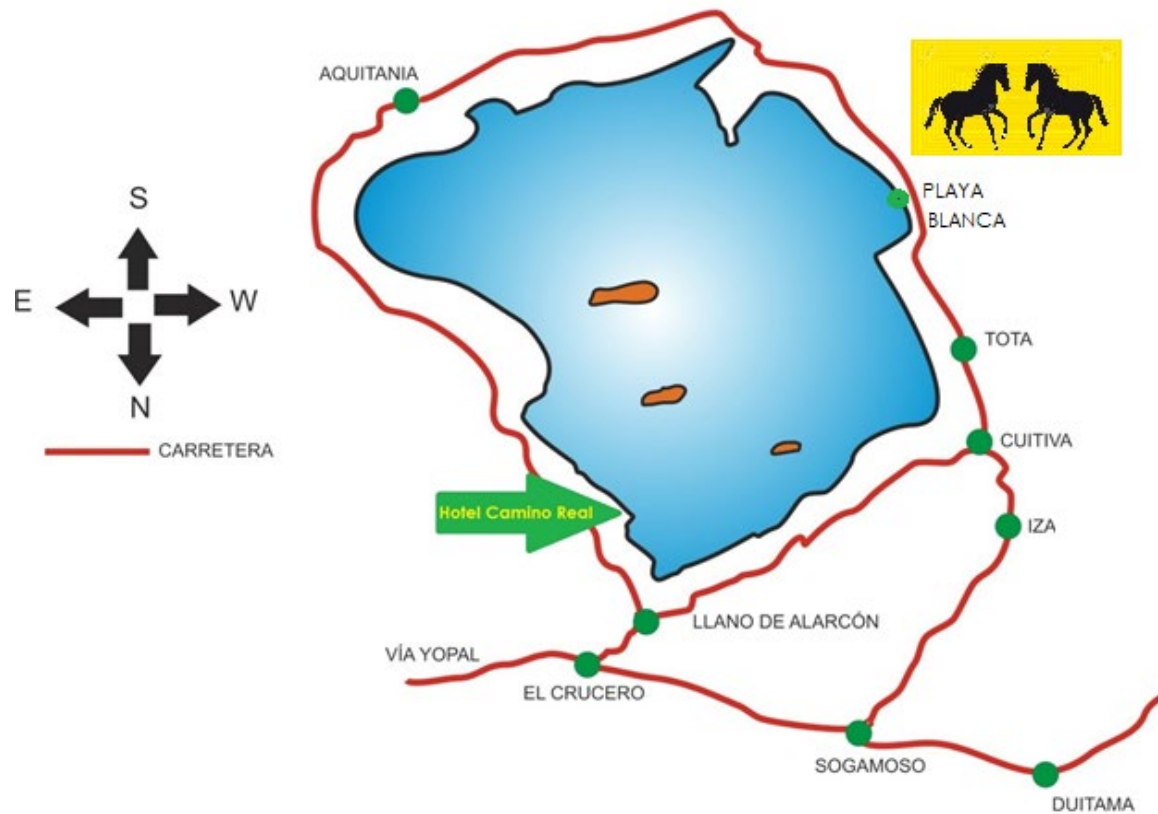 AQUITANIA
PLAYA
BLANCA
S
E
W
N
TOTA
CARRETERA
CUITIVA
Hotel Camino Real
IZA
LLANO DE ALARCÓN
VÍA YOPAL
EL CRUCERO
SOGAMOSO
DUITAMA